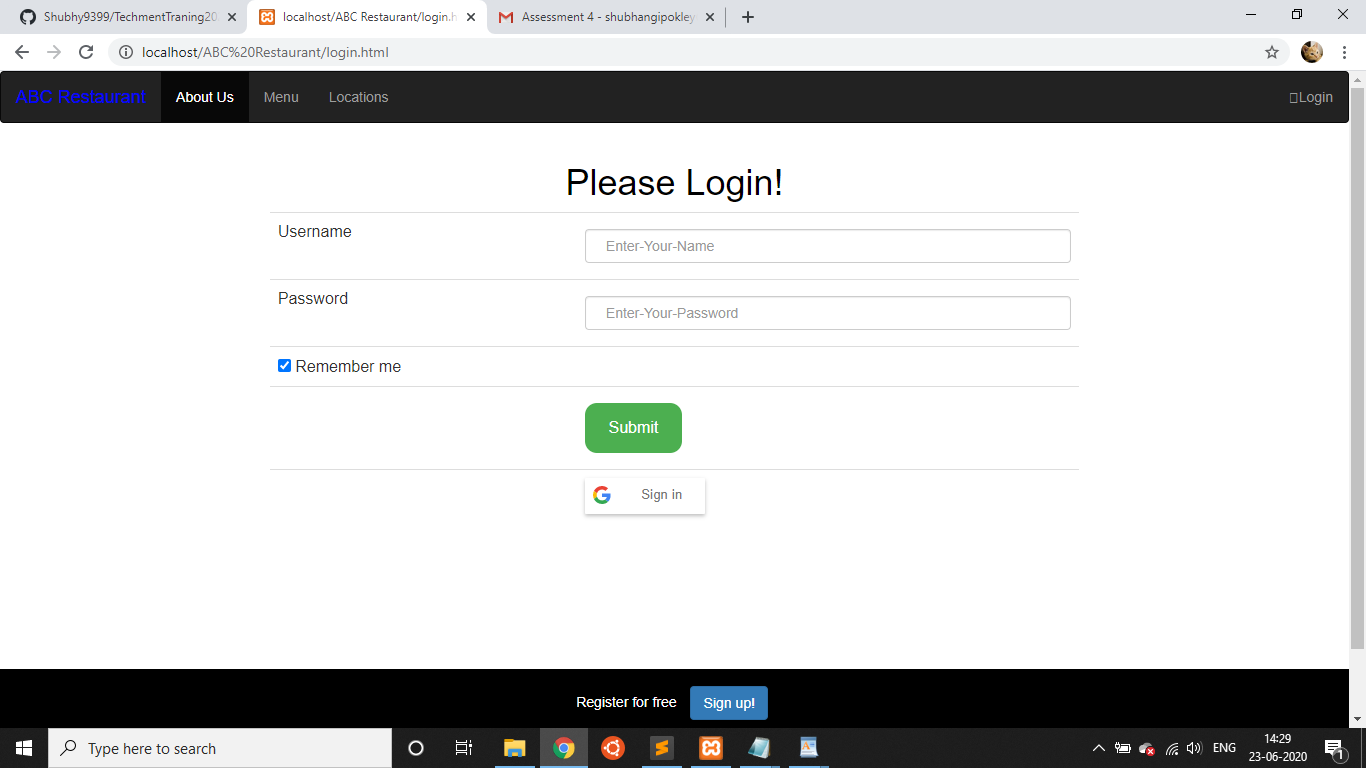 Shubhy9399/TechmentTraning20
localhost/ABC Restaurant/login.h
Assessment 4 - shubhangipokley
localhost/ABC%20Restaurant/login.html
ABC Restaurant About Us Menu Locations Login
Please Login!
Username Enter-Your-Name
Password Enter-Your-Password
Remember me
Submit
Sign in
Register for free Sign up!
Type here to search
ENG
14:29
23-06-2020
1